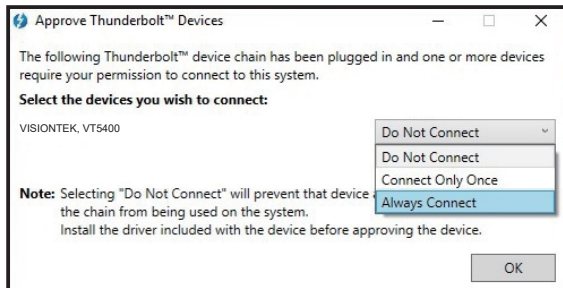 Approve Thunderbolt™ Devices
The following Thunderbolt™ device chain has been plugged in and one or more devices
require your permission to connect to this system.
Select the devices you wish to connect:
VISIONTEK, VT5400
Do Not Connect
Do Not Connect
Connect Only Once
Always Connect
Note: Selecting "Do Not Connect" will prevent that device
the chain from being used on the system.
Install the driver included with the device before approving the device.
OK